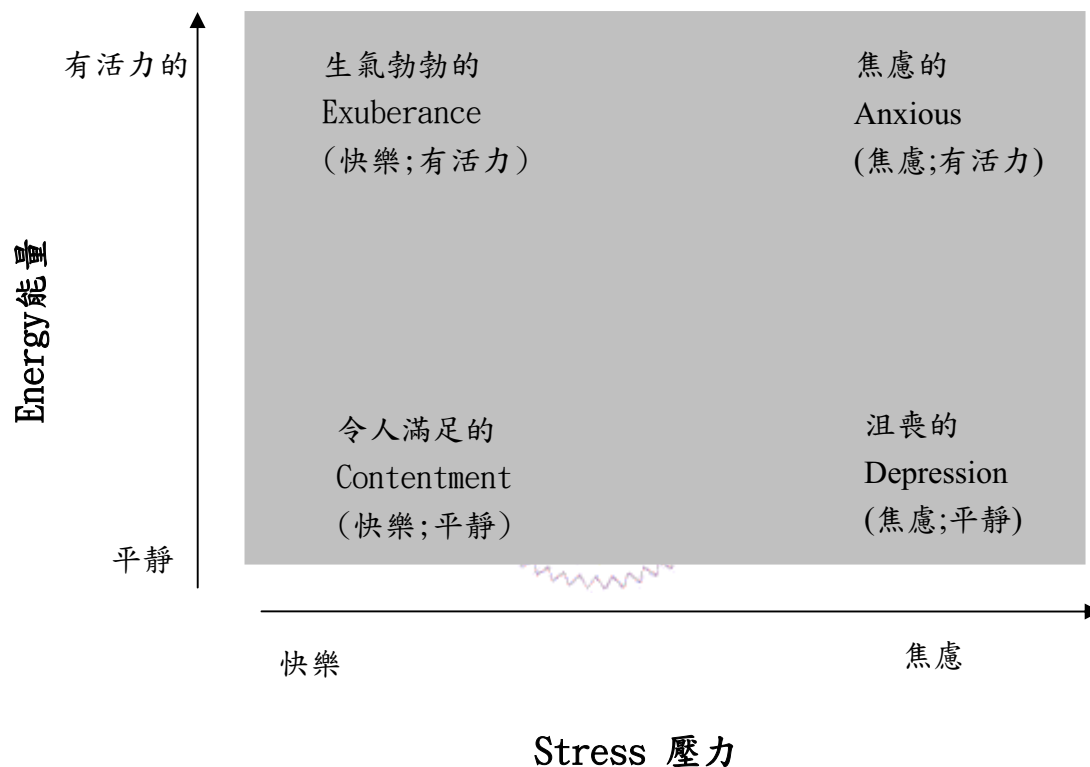 有活力的
生氣勃勃的
Exuberance
(快樂;有活力)
焦慮的
Anxious
(焦慮;有活力)
Energy能量
令人滿足的
Contentment
(快樂;平靜)
沮喪的
Depression
(焦慮;平靜)
平靜
快樂
焦慮
Stress 壓力